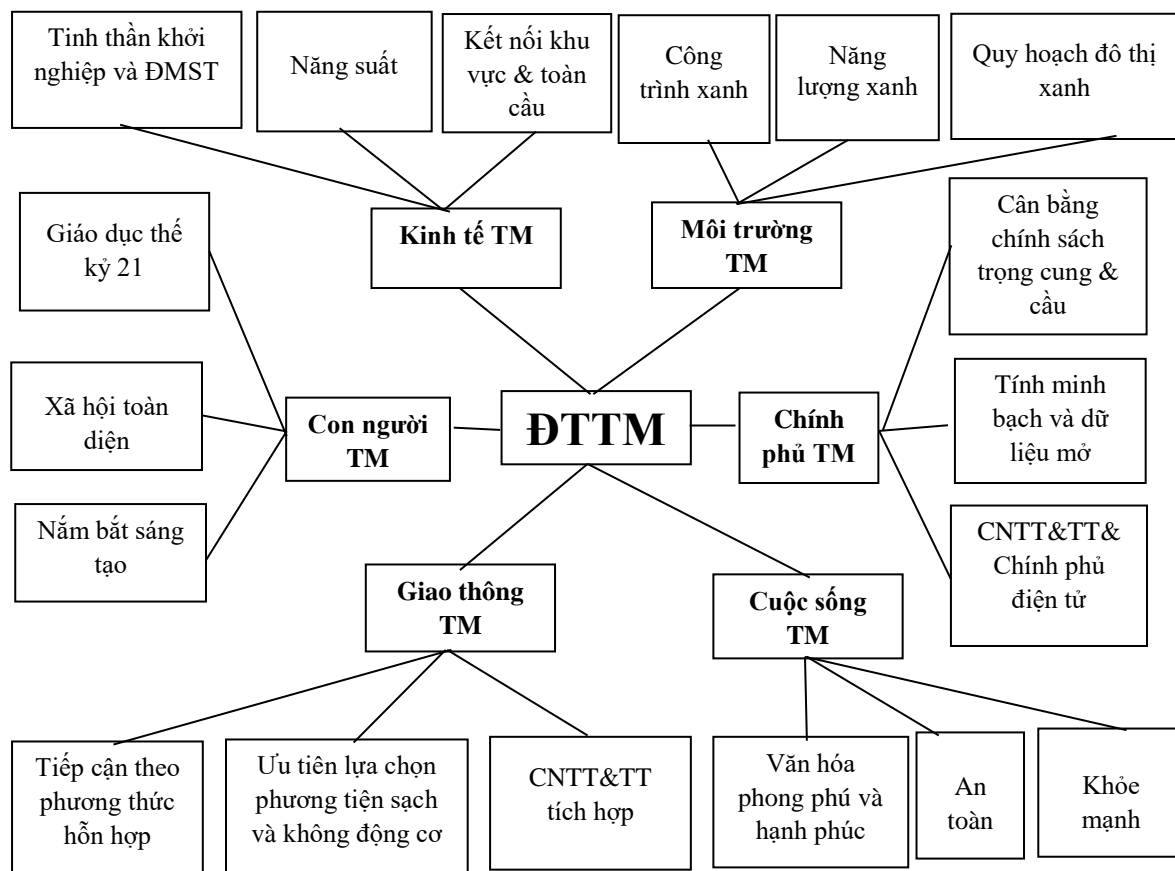 Tinh thần khởi
nghiệp và ĐMST
Năng suất
Kết nối khu
vực & toàn
cầu
Công
trình xanh
Năng
lượng xanh
Quy hoạch đô thị
xanh
Kinh tế TM
Môi trường
TM
Giáo dục thế
kỷ 21
Cân bằng
chính sách
trọng cung &
cầu
Xã hội toàn
diện
Con người
TM
ĐTTM
Chính
phủ TM
Tính minh
bạch và dữ
liệu mở
Nắm bắt sáng
tạo
CNTT&TT&
Chính phủ
điện tử
Giao thông
TM
Cuộc sống
TM
Tiếp cận theo
phương thức
hỗn hợp
Ưu tiên lựa chọn
phương tiện sạch
và không động cơ
CNTT&TT
tích hợp
Văn hóa
phong phú và
hạnh phúc
An
toàn
Khỏe
mạnh